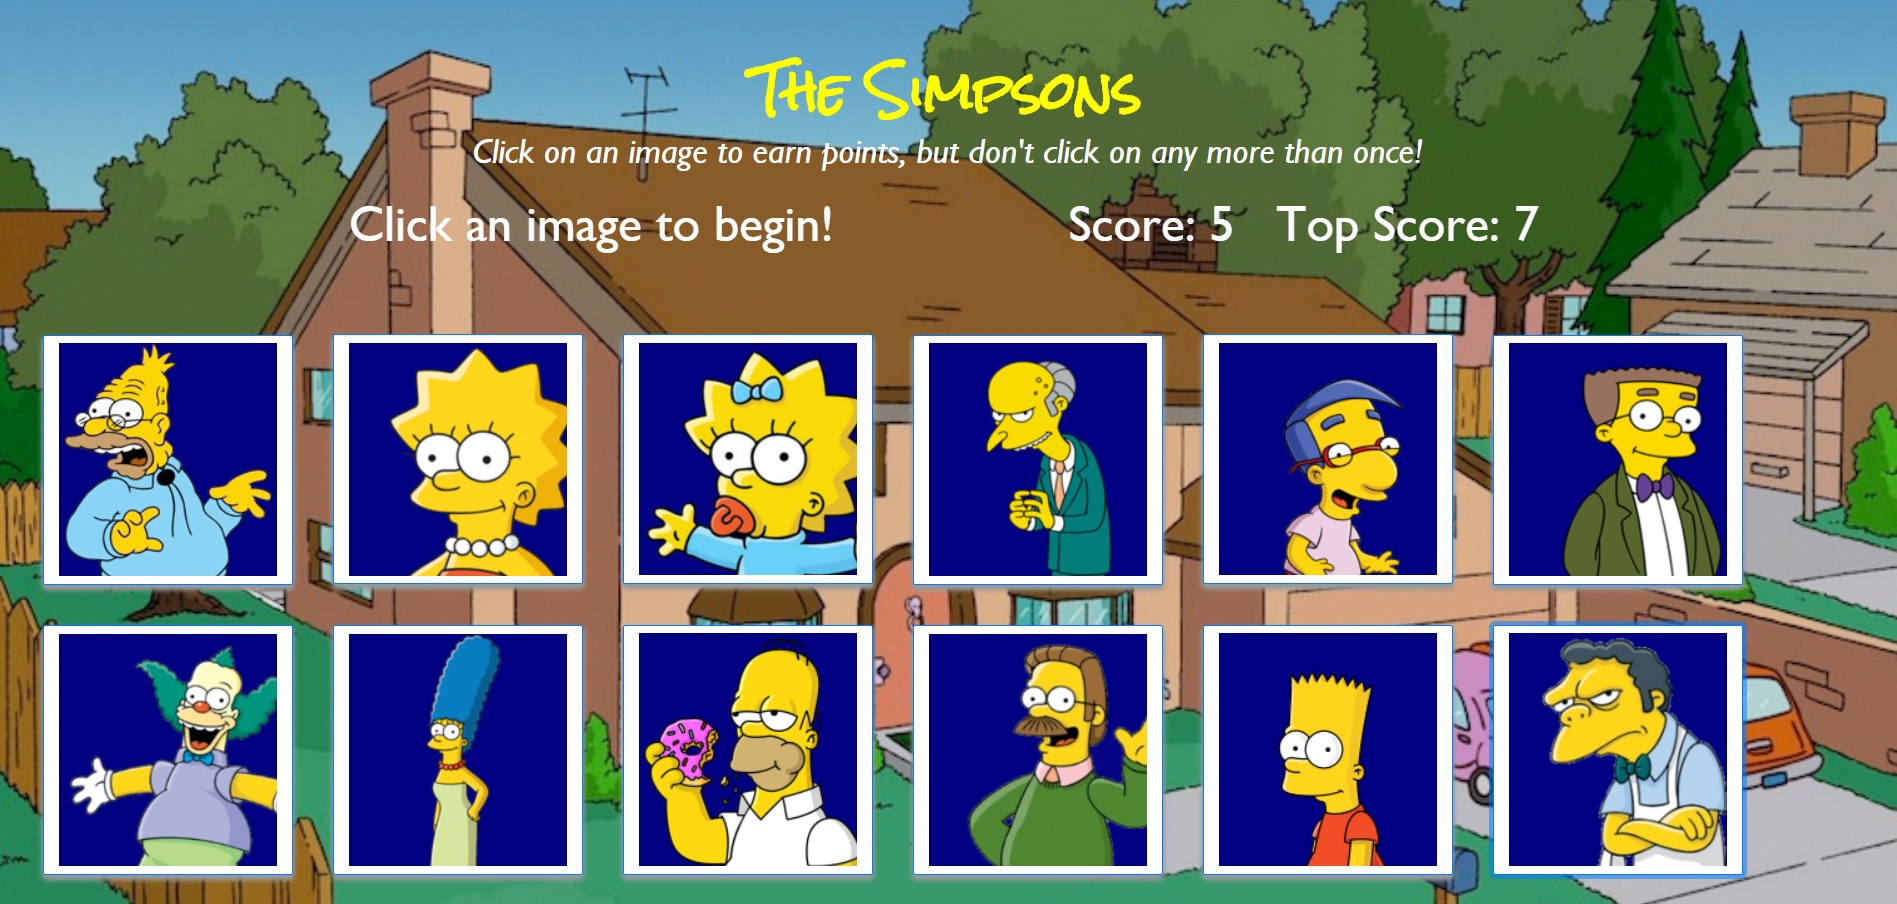 The Simpsons
Click on an image to earn points, but don't click on any more than once!
Click an image to begin! Score: 5 Top Score: 7